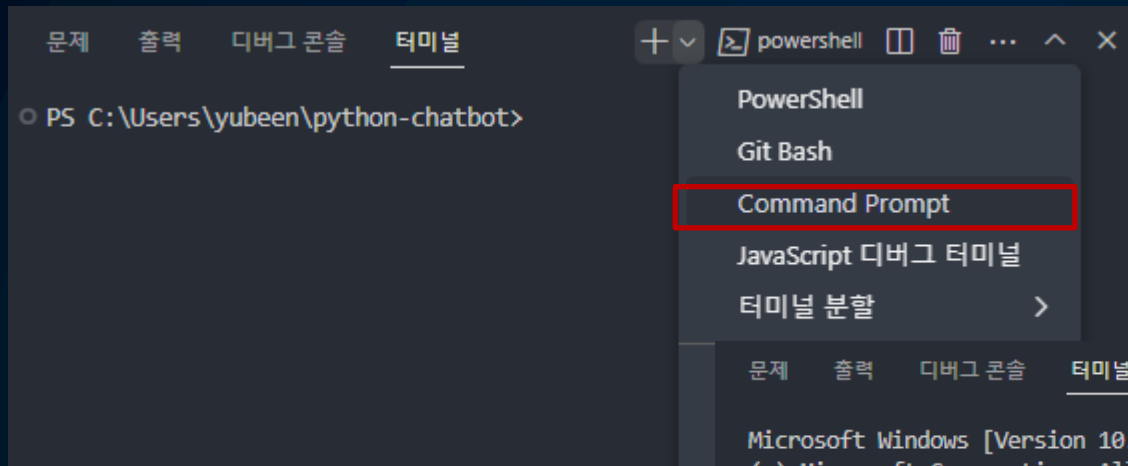 문제 출력 디버그 콘솔 터미널 powershell ...
PS C:\Users\yubeen\python-chatbot>
PowerShell
Git Bash
Command Prompt
JavaScript 디버그 터미널
터미널 분할
문제 출력 디버그 콘솔 터미널
Microsoft Windows [Version 10